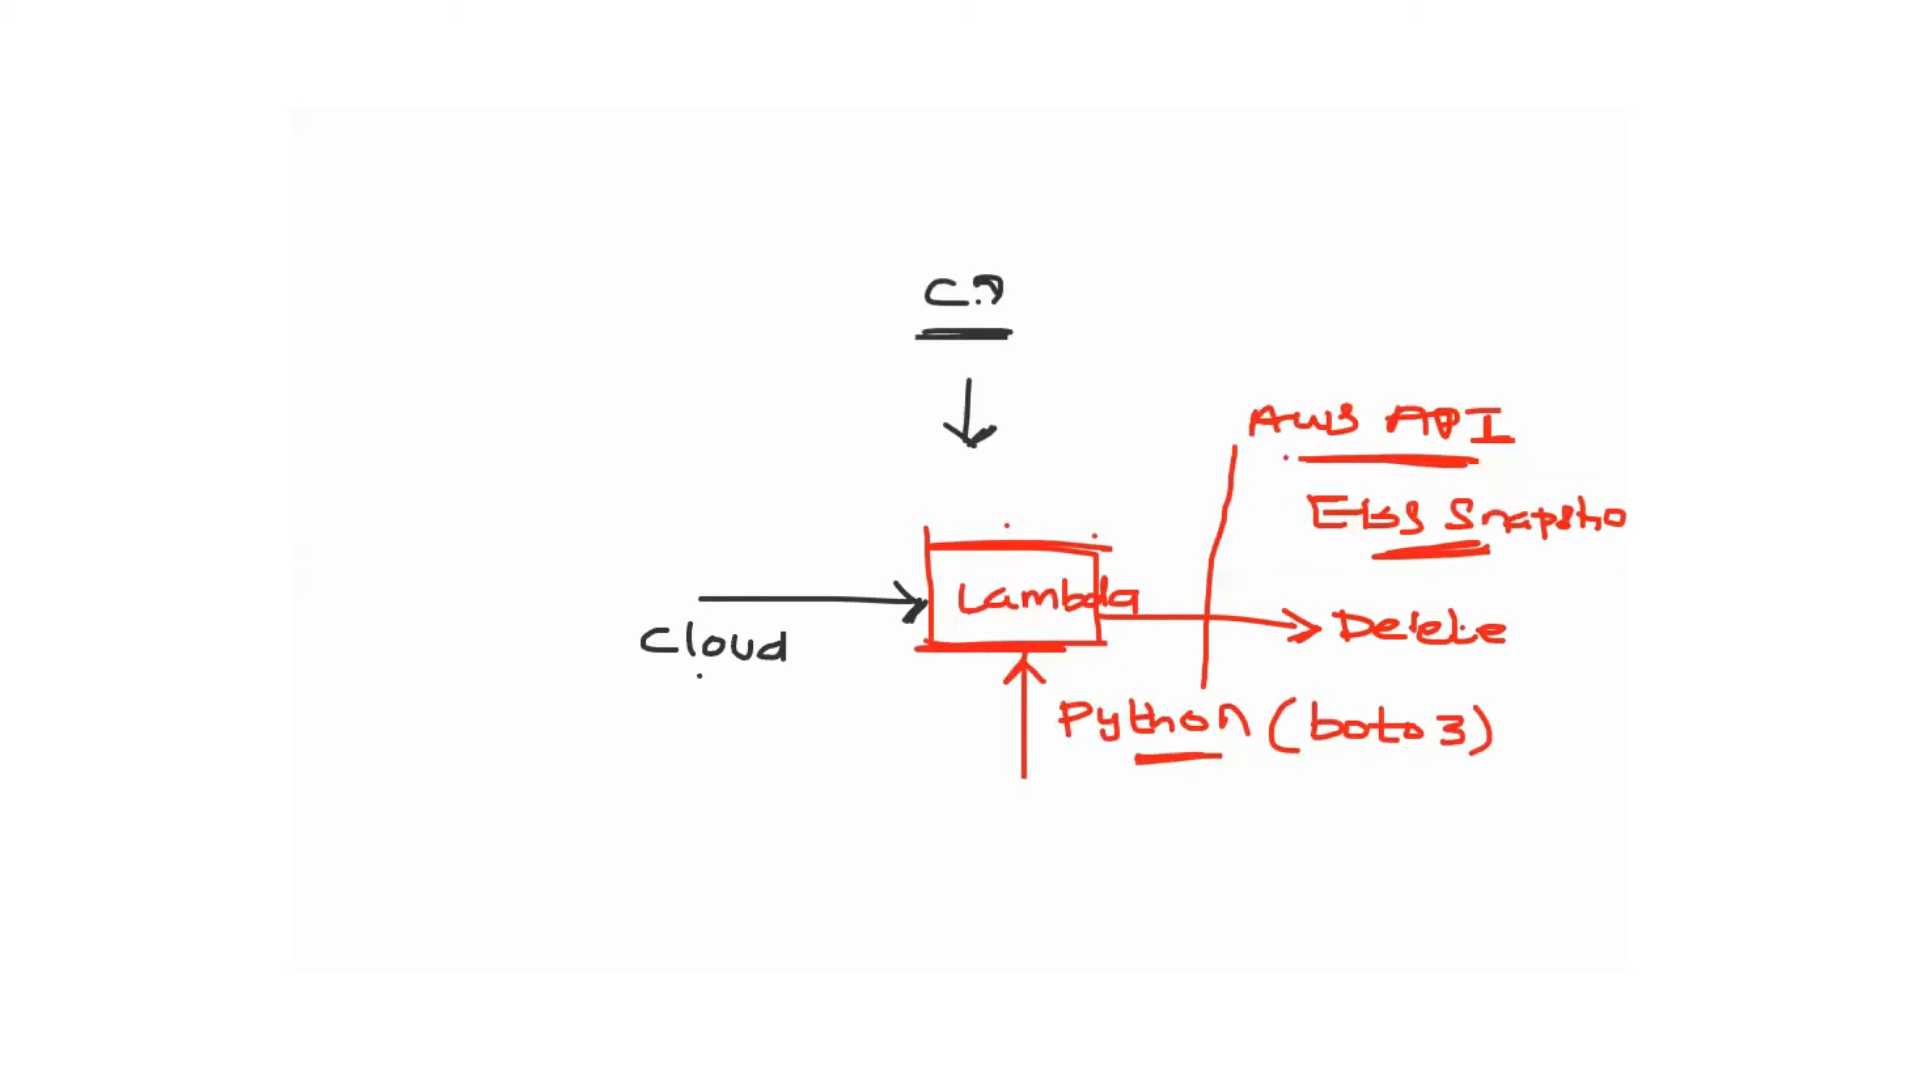 AWS API
EBS Snapsho
Lambda
Delete
Cloud
Python (boto3)